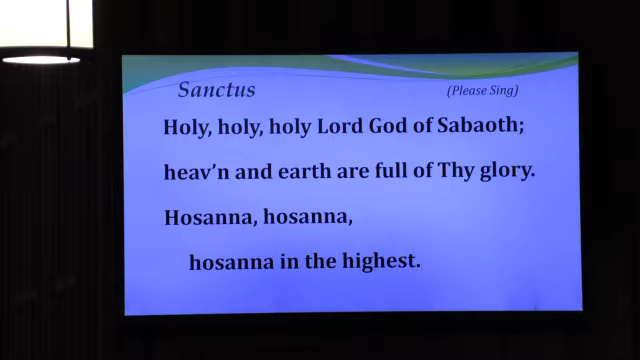 Sanctus (Please Sing)
Holy, holy, holy Lord God of Sabaoth;
heav’n and earth are full of Thy glory.
Hosanna, hosanna,
hosanna in the highest.